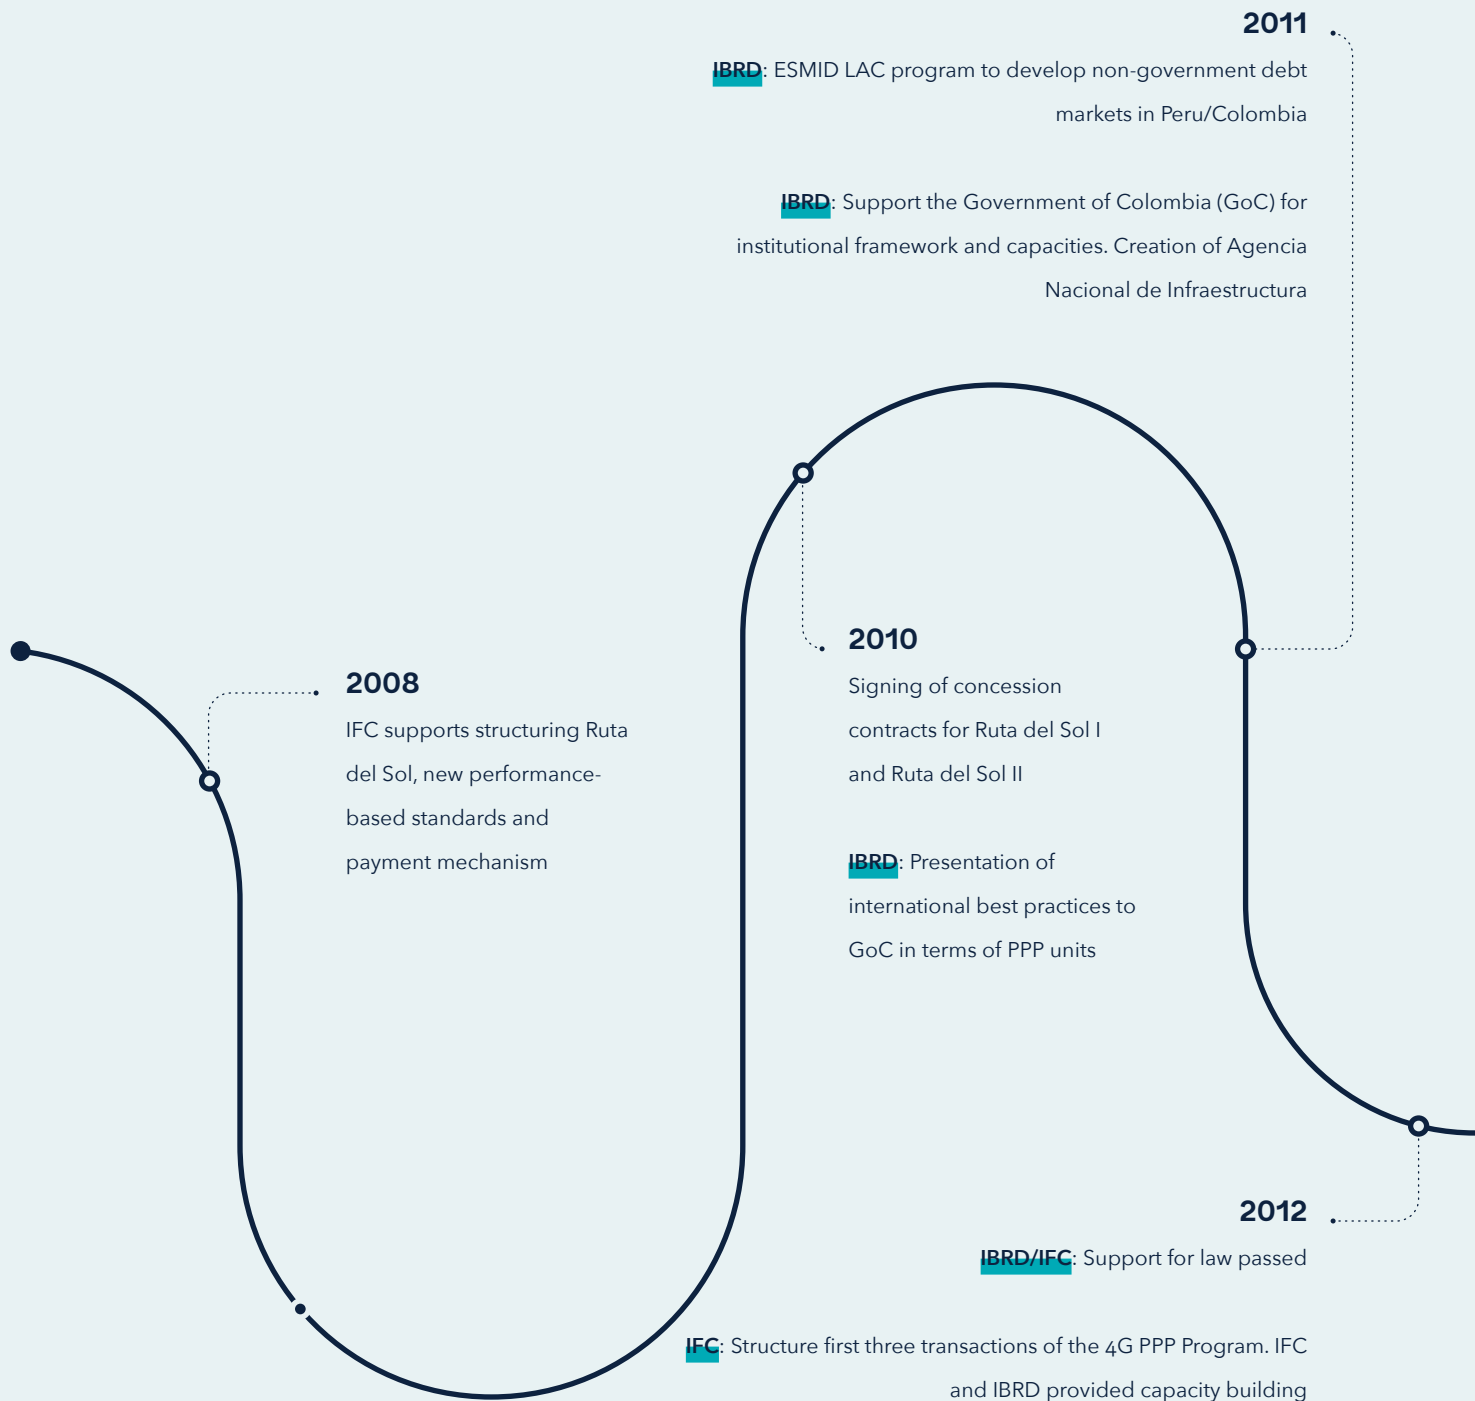 2011
IBRD: ESMID LAC program to develop non-government debt
markets in Peru/Colombia
IBRD: Support the Government of Colombia (GoC) for
institutional framework and capacities. Creation of Agencia
Nacional de Infraestructura
2008
IFC supports structuring Ruta
del Sol, new performance-
based standards and
payment mechanism
2010
Signing of concession
contracts for Ruta del Sol I
and Ruta del Sol II
IBRD: Presentation of
international best practices to
GoC in terms of PPP units
2012
IBRD/IFC: Support for law passed
IFC: Structure first three transactions of the 4G PPP Program. IFC
and IBRD provided capacity building